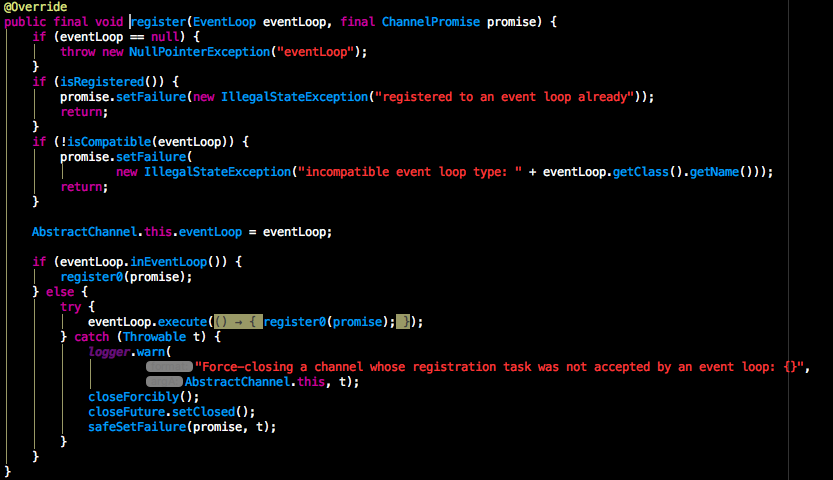 @Override
public final void register(EventLoop eventLoop, final ChannelPromise promise) {
if (eventLoop == null) {
throw new NullPointerException("eventLoop");
}
if (isRegistered()) {
promise.setFailure(new IllegalStateException("registered to an event loop already"));
return;
}
if (!isCompatible(eventLoop)) {
promise.setFailure(
new IllegalStateException("incompatible event loop type: " + eventLoop.getClass().getName()));
return;
}
AbstractChannel.this.eventLoop = eventLoop;
if (eventLoop.inEventLoop()) {
register0(promise);
} else {
try {
eventLoop.execute(() → { register0(promise); });
} catch (Throwable t) {
logger.warn(
"Force-closing a channel whose registration task was not accepted by an event loop: {}",
AbstractChannel.this, t);
closeForcibly();
closeFuture.setClosed();
safeSetFailure(promise, t);
}
}
}